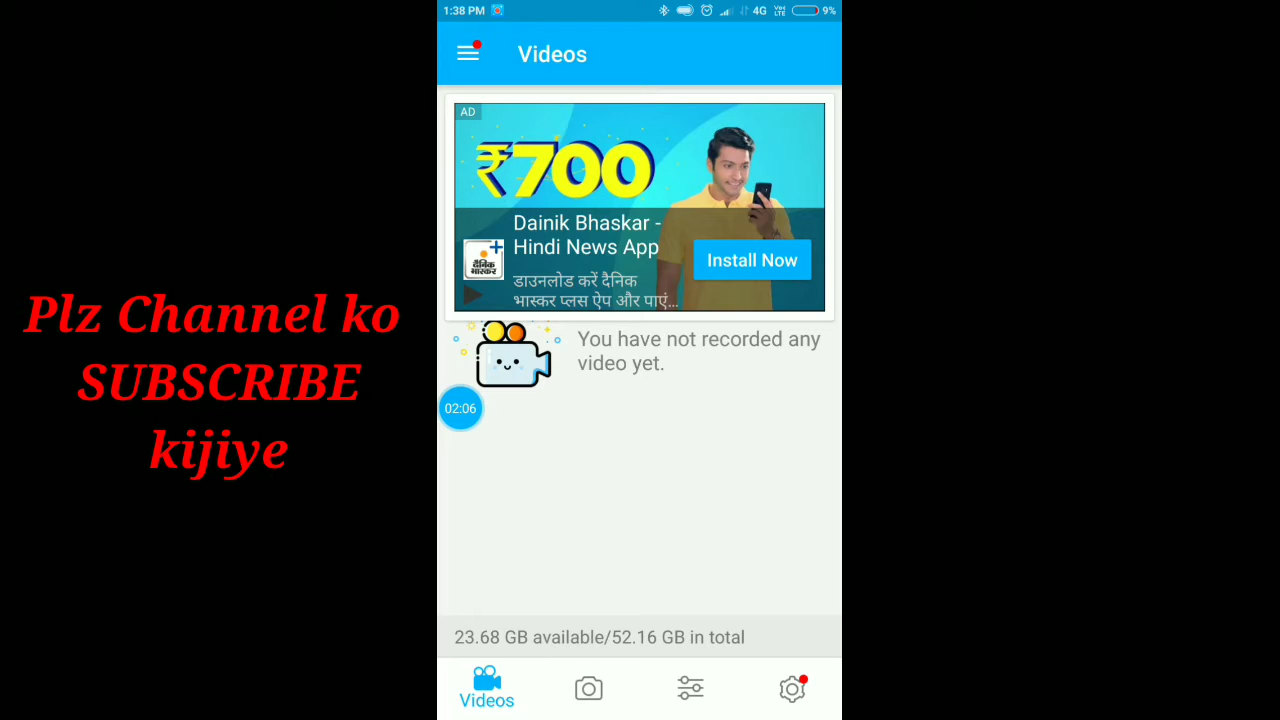 1:38 PM
4G
VoLTE
9%
Videos
AD
₹700
Dainik Bhaskar -
Hindi News App
दैनिक
भास्कर
Install Now
डाउनलोड करें दैनिक
भास्कर प्लस ऐप और पाएं...
You have not recorded any
video yet.
02:06
Plz Channel ko
SUBSCRIBE
kijiye
23.68 GB available/52.16 GB in total
Videos